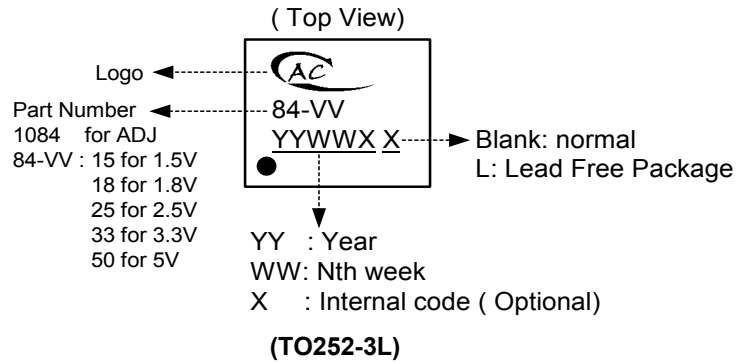 ( Top View)
Logo
AC
Part Number
1084 for ADJ
84-VV : 15 for 1.5V
18 for 1.8V
25 for 2.5V
33 for 3.3V
50 for 5V
84-VV
YYWWX X
Blank: normal
L: Lead Free Package
YY : Year
WW: Nth week
X : Internal code ( Optional)
(TO252-3L)